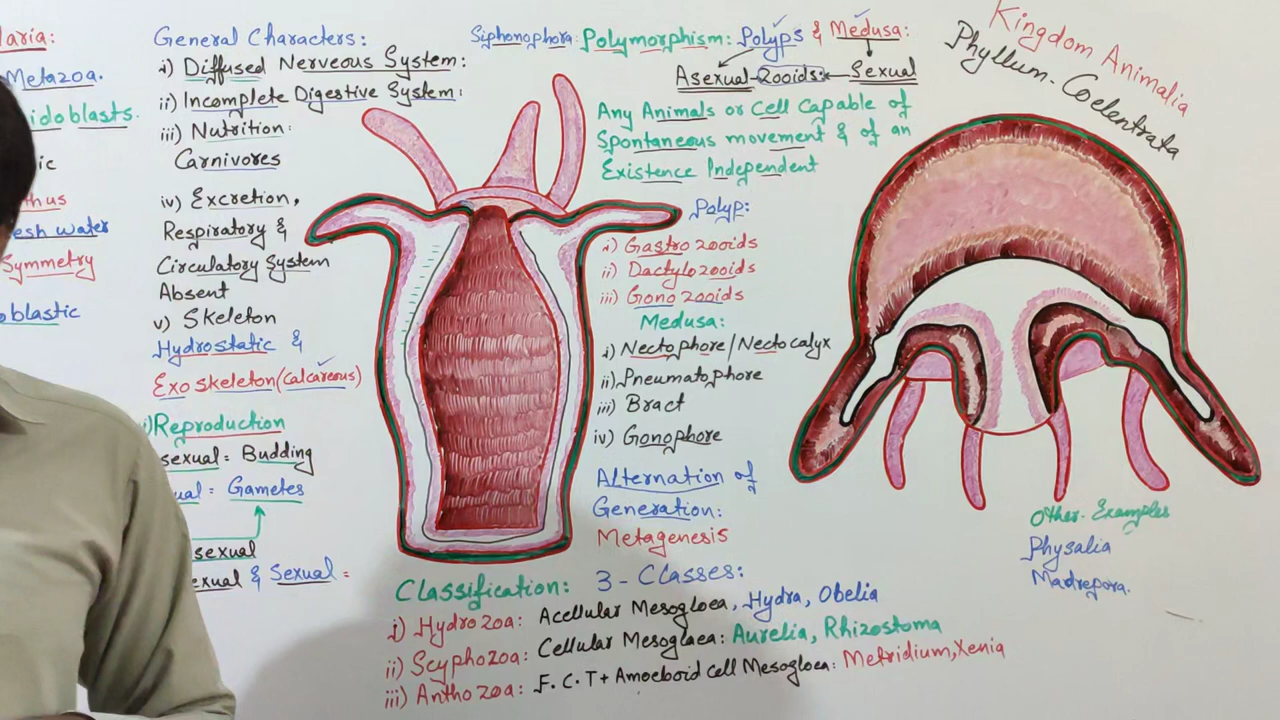 laria:
Metazoa.
idoblasts.
ic
thus
esh water
Symmetry
oblastic
General Characters:
i) Diffused Nerveous System:
ii) Incomplete Digestive System:
iii) Nutrition:
Carnivores
iv) Excretion,
Respiratory &
Circulatory System
Absent
v) Skeleton
Hydrostatic &
Exoskeleton (Calcareous)
i) Reproduction
sexual = Budding
ual = Gametes
sexual
exual & Sexual =
Siphonophora: Polymorphism: Polyps & Medusa:
Asexual - Zooids: Sexual
Any Animals or Cell Capable of
Spontaneous movement & of an
Existence Independent
Polyp:
i) Gastro zooids
ii) Dactylozooids
iii) Gono zooids
Medusa:
i) Nectophore/Nectocalyx
ii) Pneumatophore
iii) Bract
iv) Gonophore
Alternation of
Generation:
Metagenesis
Kingdom Animalia
Phyllum-Coelentrata
Other Examples
Physalia
Madrepora.
Classification: 3-Classes:
i) Hydrozoa: Acellular Mesogloea, Hydra, Obelia
ii) Scyphozoa: Cellular Mesogloea: Aurelia, Rhizostoma
iii) Anthozoa: F.C.T + Amoeboid cell Mesogloea: Metridium, Xenia